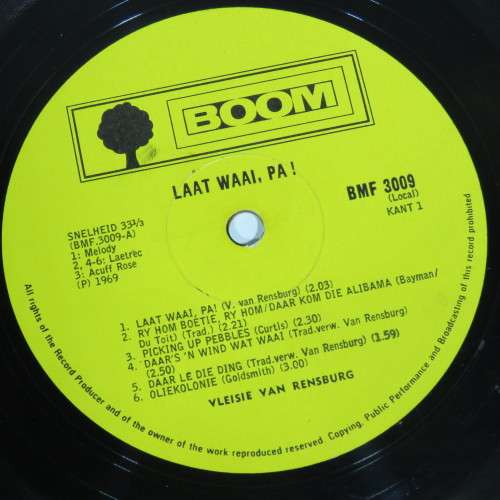 BOOM
LAAT WAAI, PA!
BMF 3009
(Local)
KANT 1
SNELHEID 33⅓
(BMF.3009-A)
1: Melody
2, 4-6: Laetrèc
3: Acuff Rose
(P) 1969
1. LAAT WAAI, PA! (V. van Rensburg) (2.03)
2. RY HOM BOETIE, RY HOM/DAAR KOM DIE ALIBAMA (Bayman/
Du Toit) (Trad.) (2.21)
3. PICKING UP PEBBLES (Curtis) (2.30)
4. DAAR'S 'N WIND WAT WAAI (Trad.verw. Van Rensburg)
(2.50)
5. DAAR LE DIE DING (Trad.verw. Van Rensburg) (1.59)
6. OLIEKOLONIE (Goldsmith) (3.00)
VLEISIE VAN RENSBURG
All rights of the Record Producer and of the owner of the work recorded reserved. Copying, Public Performance and Broadcasting of this record prohibited